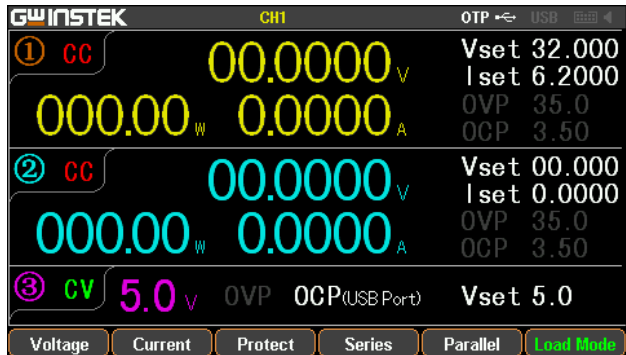 GWINSTEK CH1 OTP USB
① CC 00.0000 V Vset 32.000
Iset 6.2000
000.00 W 0.0000 A OVP 35.0
OCP 3.50
② CC 00.0000 V Vset 00.000
Iset 0.0000
000.00 W 0.0000 A OVP 35.0
OCP 3.50
③ CV 5.0 V OVP OCP(USB Port) Vset 5.0
Voltage Current Protect Series Parallel Load Mode